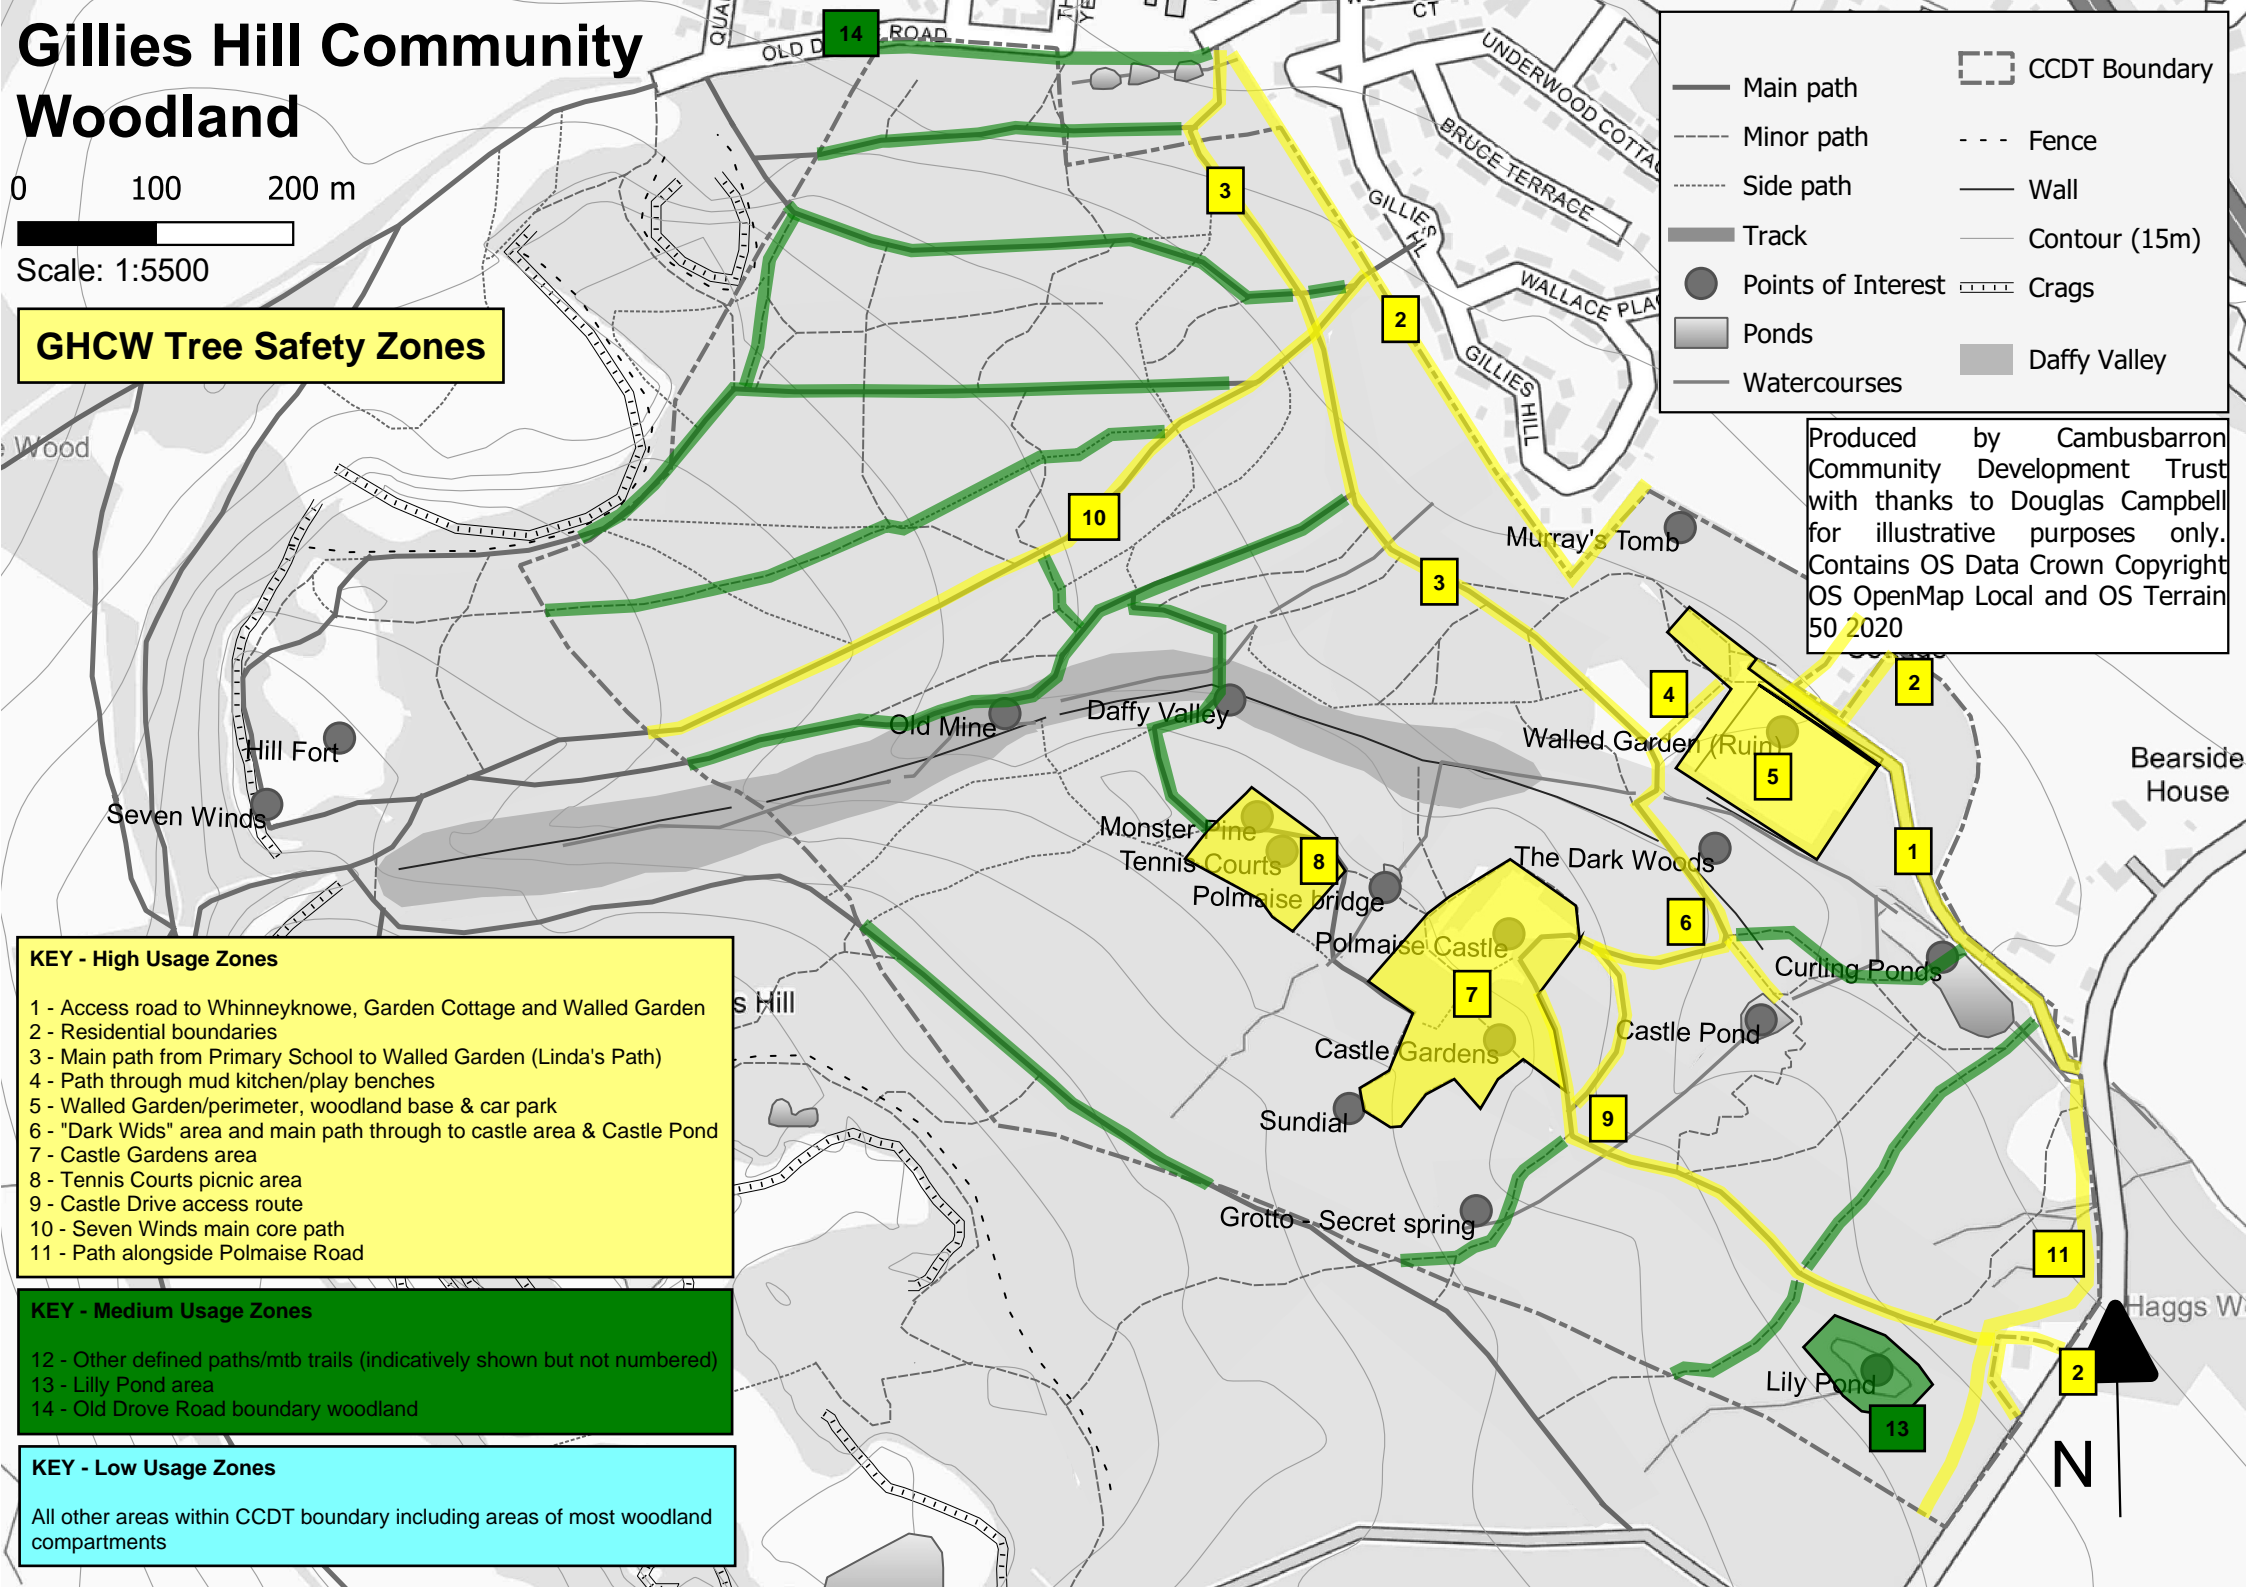 Gillies Hill Community
Woodland
0 100 200 m
Scale: 1:5500
GHCW Tree Safety Zones
14
ROAD
CT
UNDERWOOD COTTAG
BRUCE TERRACE
GILLIES HL
WALLACE PLA
GILLIES HILL
Main path
Minor path
Side path
Track
Points of Interest
Ponds
Watercourses
CCDT Boundary
Fence
Wall
Contour (15m)
Crags
Daffy Valley
Produced by Cambusbarron
Community Development Trust
with thanks to Douglas Campbell
for illustrative purposes only.
Contains OS Data Crown Copyright
OS OpenMap Local and OS Terrain
50 2020
3
2
Wood
10
Murray's Tomb
3
4
2
Old Mine
Daffy Valley
Walled Garden (Ruin)
5
Hill Fort
Bearside
House
Seven Winds
Monster Pine
Tennis Courts
8
The Dark Woods
1
Polmaise bridge
6
Polmaise Castle
Curling Ponds
7
s Hill
Castle Pond
Castle Gardens
Sundial
9
Grotto - Secret spring
11
Haggs W
Lily Pond
2
13
N
KEY - High Usage Zones
1 - Access road to Whinneyknowe, Garden Cottage and Walled Garden
2 - Residential boundaries
3 - Main path from Primary School to Walled Garden (Linda's Path)
4 - Path through mud kitchen/play benches
5 - Walled Garden/perimeter, woodland base & car park
6 - "Dark Wids" area and main path through to castle area & Castle Pond
7 - Castle Gardens area
8 - Tennis Courts picnic area
9 - Castle Drive access route
10 - Seven Winds main core path
11 - Path alongside Polmaise Road
KEY - Medium Usage Zones
12 - Other defined paths/mtb trails (indicatively shown but not numbered)
13 - Lilly Pond area
14 - Old Drove Road boundary woodland
KEY - Low Usage Zones
All other areas within CCDT boundary including areas of most woodland
compartments